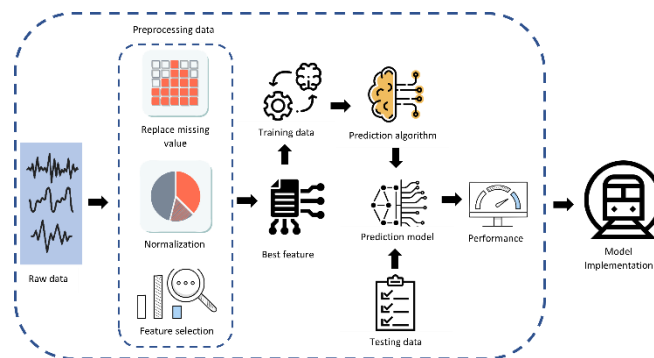 Preprocessing data
Replace missing
value
Normalization
Feature selection
Raw data
Training data
Best feature
Prediction algorithm
Prediction model
Testing data
Performance
Model
Implementation